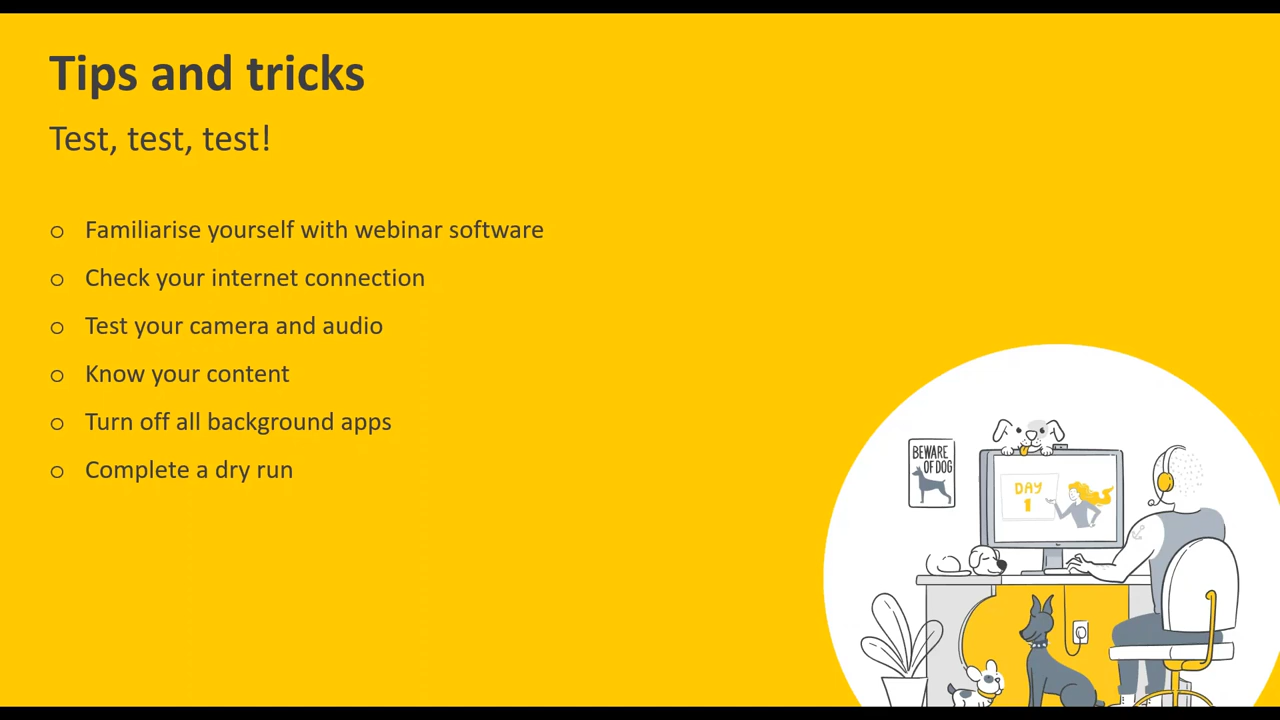 Tips and tricks
Test, test, test!
o Familiarise yourself with webinar software
o Check your internet connection
o Test your camera and audio
o Know your content
o Turn off all background apps
o Complete a dry run
BEWARE
OF DOG
DAY
1